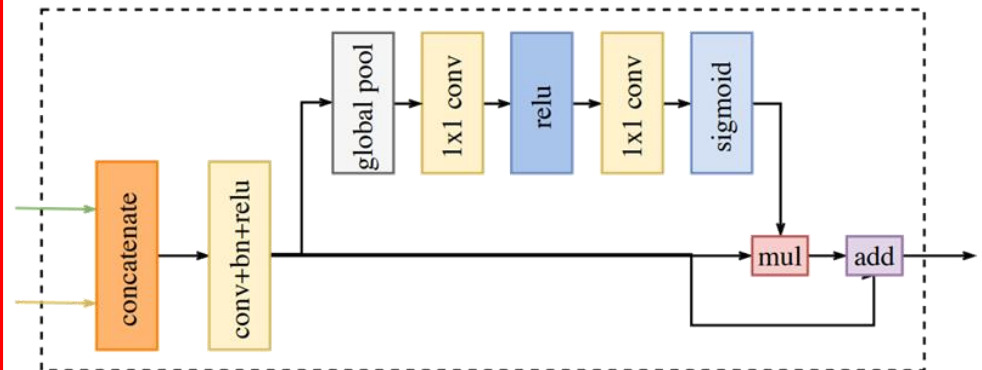 global pool
1x1 conv
relu
1x1 conv
sigmoid
concatenate
conv+bn+relu
mul
add